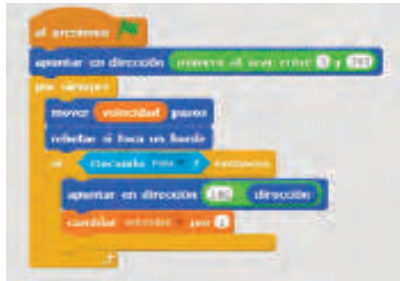 al presionar
apuntar en dirección número al azar entre y
por siempre
mover velocidad pasos
rebotar si toca un borde
si ¿tocando ? entonces
apuntar en dirección 180 dirección
cambiar velocidad por